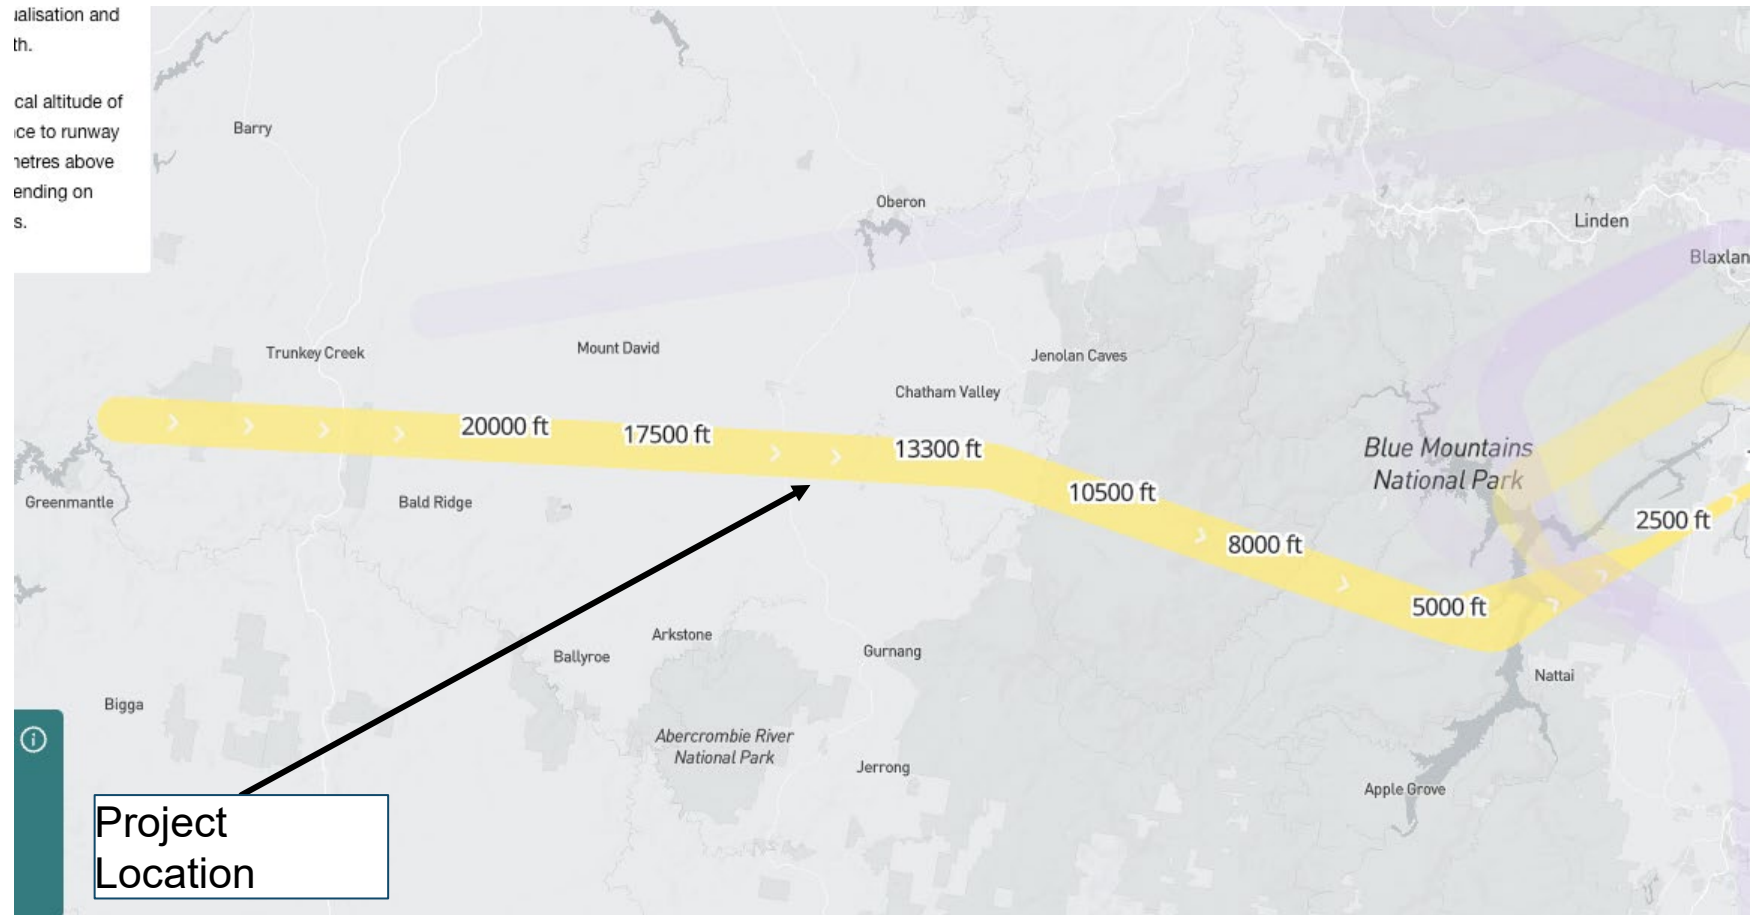 ualisation and
th.
cal altitude of
ce to runway
metres above
ending on
s.
Barry
Oberon
Linden
Blaxlan
Trunkey Creek
Mount David
Jenolan Caves
Chatham Valley
20000 ft
17500 ft
13300 ft
Blue Mountains
National Park
10500 ft
Greenmantle
Bald Ridge
2500 ft
8000 ft
5000 ft
Arkstone
Ballyroe
Gurnang
Nattai
Bigga
Abercrombie River
National Park
Jerrong
Apple Grove
Project
Location